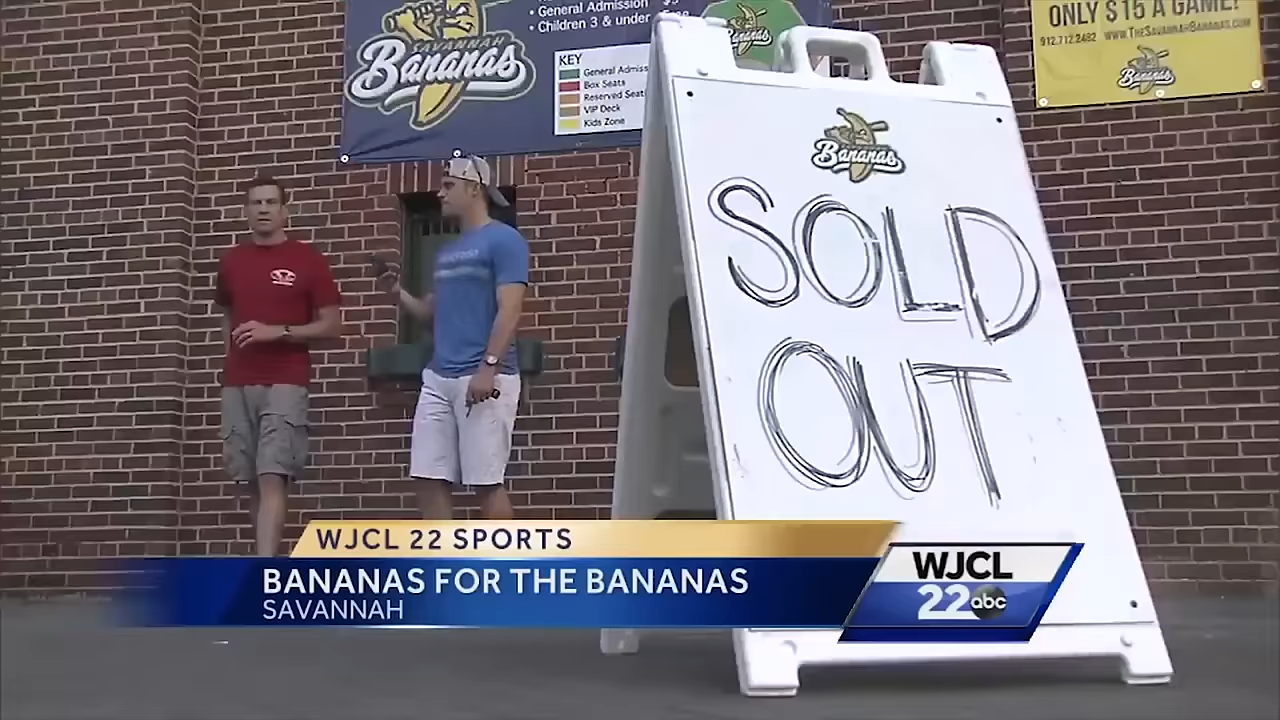 • General Admission $9
• Children 3 & under
SAVANNAH
Bananas
KEY
General Admiss
Box Seats
Reserved Seat
VIP Deck
Kids Zone
Bananas
ONLY $15 A GAME!
912.712.2482 www.TheSavannahBananas.com
Bananas
Bananas
SOLD
OUT
WJCL 22 SPORTS
BANANAS FOR THE BANANAS
SAVANNAH
WJCL
22 abc